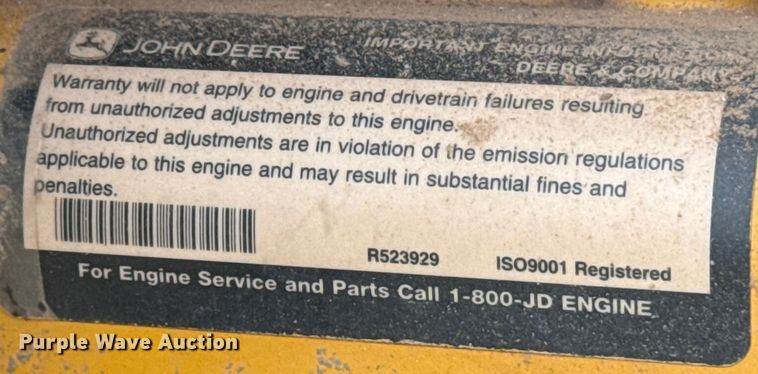 JOHN DEERE
IMPORTANT ENGINE INFORMATION
DEERE & COMPANY
Warranty will not apply to engine and drivetrain failures resulting
from unauthorized adjustments to this engine.
Unauthorized adjustments are in violation of the emission regulations
applicable to this engine and may result in substantial fines and
penalties.
R523929 ISO9001 Registered
For Engine Service and Parts Call 1-800-JD ENGINE
Purple Wave Auction